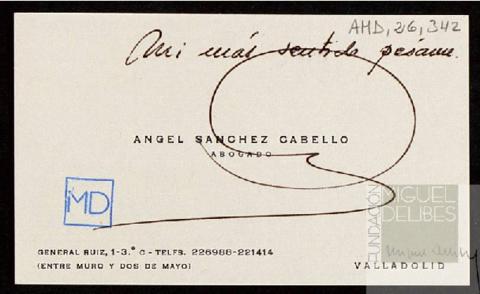 AMD, 26, 342
Mi más sentido pésame.
ANGEL SANCHEZ CABELLO
ABOGADO
MD
FUNDACIÓN
MIGUEL
DELIBES
GENERAL RUIZ, 1-3.° C - TELFS. 226988-221414
(ENTRE MURO Y DOS DE MAYO)
VALLADOLID